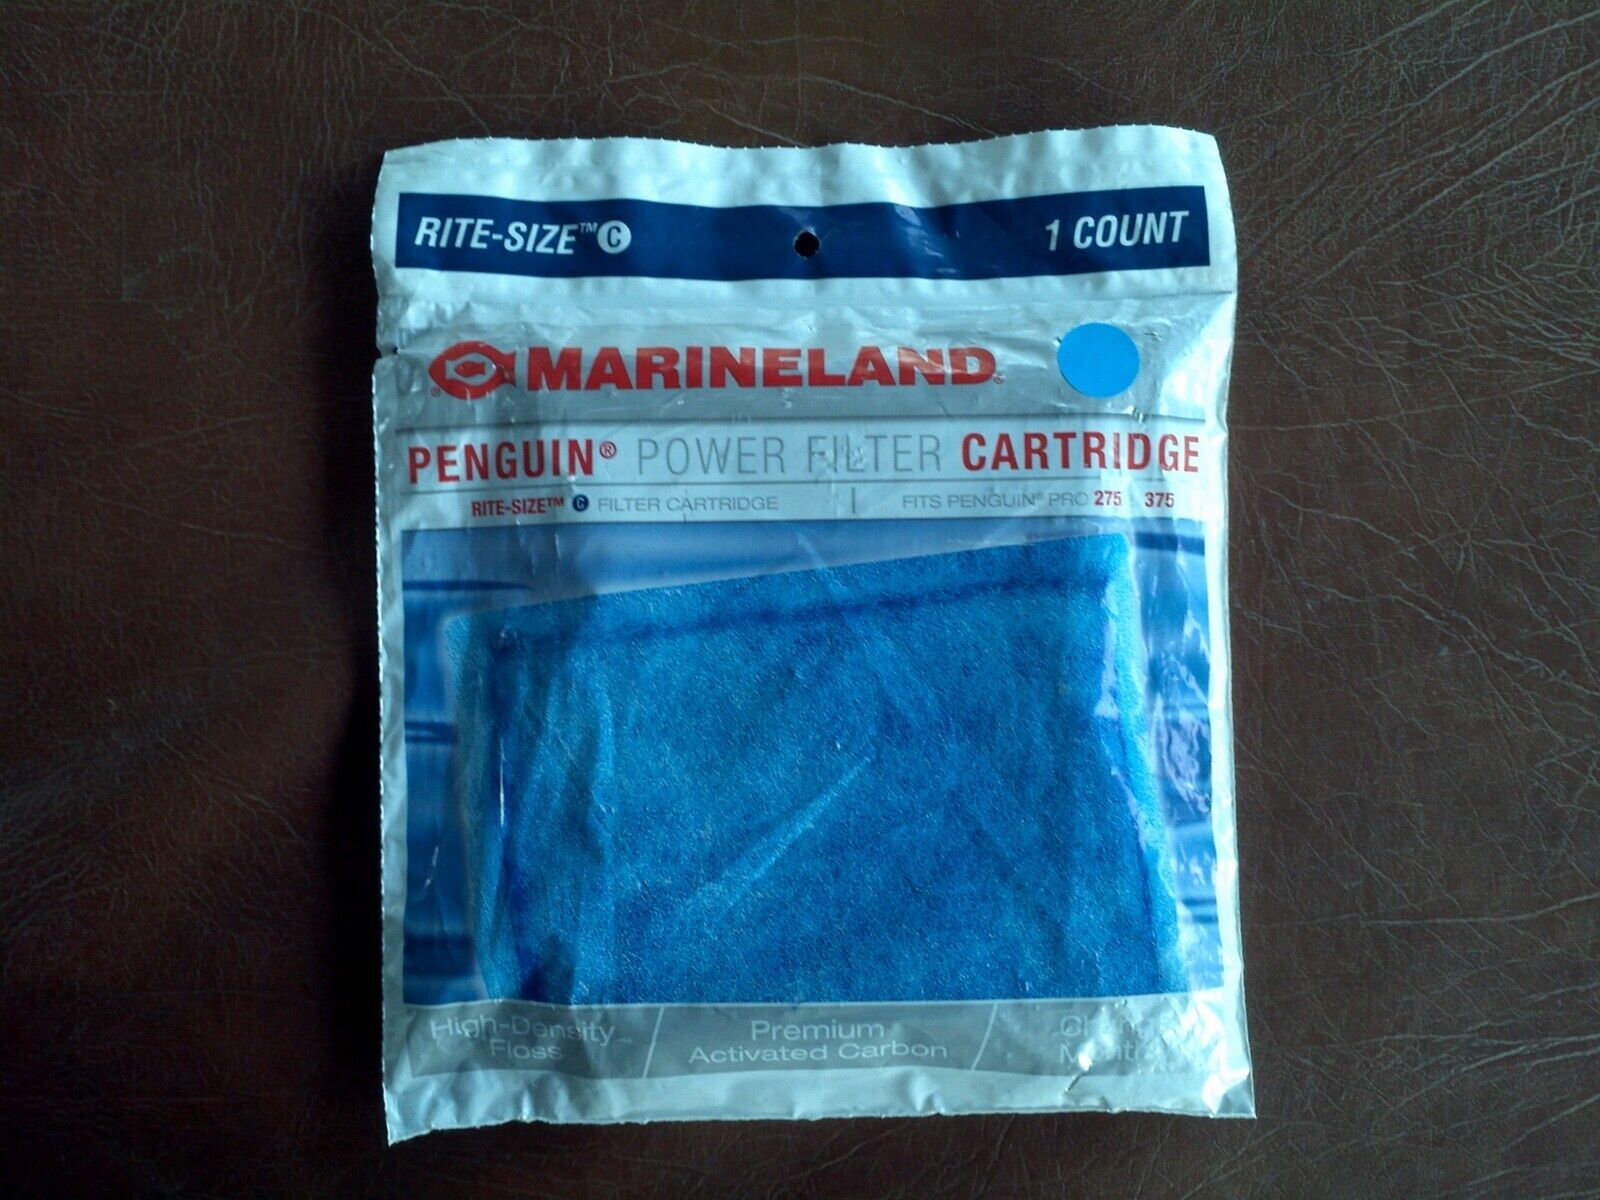 RITE-SIZE™ C 1 COUNT
MARINELAND®
PENGUIN® POWER FILTER CARTRIDGE
RITE-SIZE™ C FILTER CARTRIDGE | FITS PENGUIN® PRO 275 375
High-Density Floss
Premium
Activated Carbon